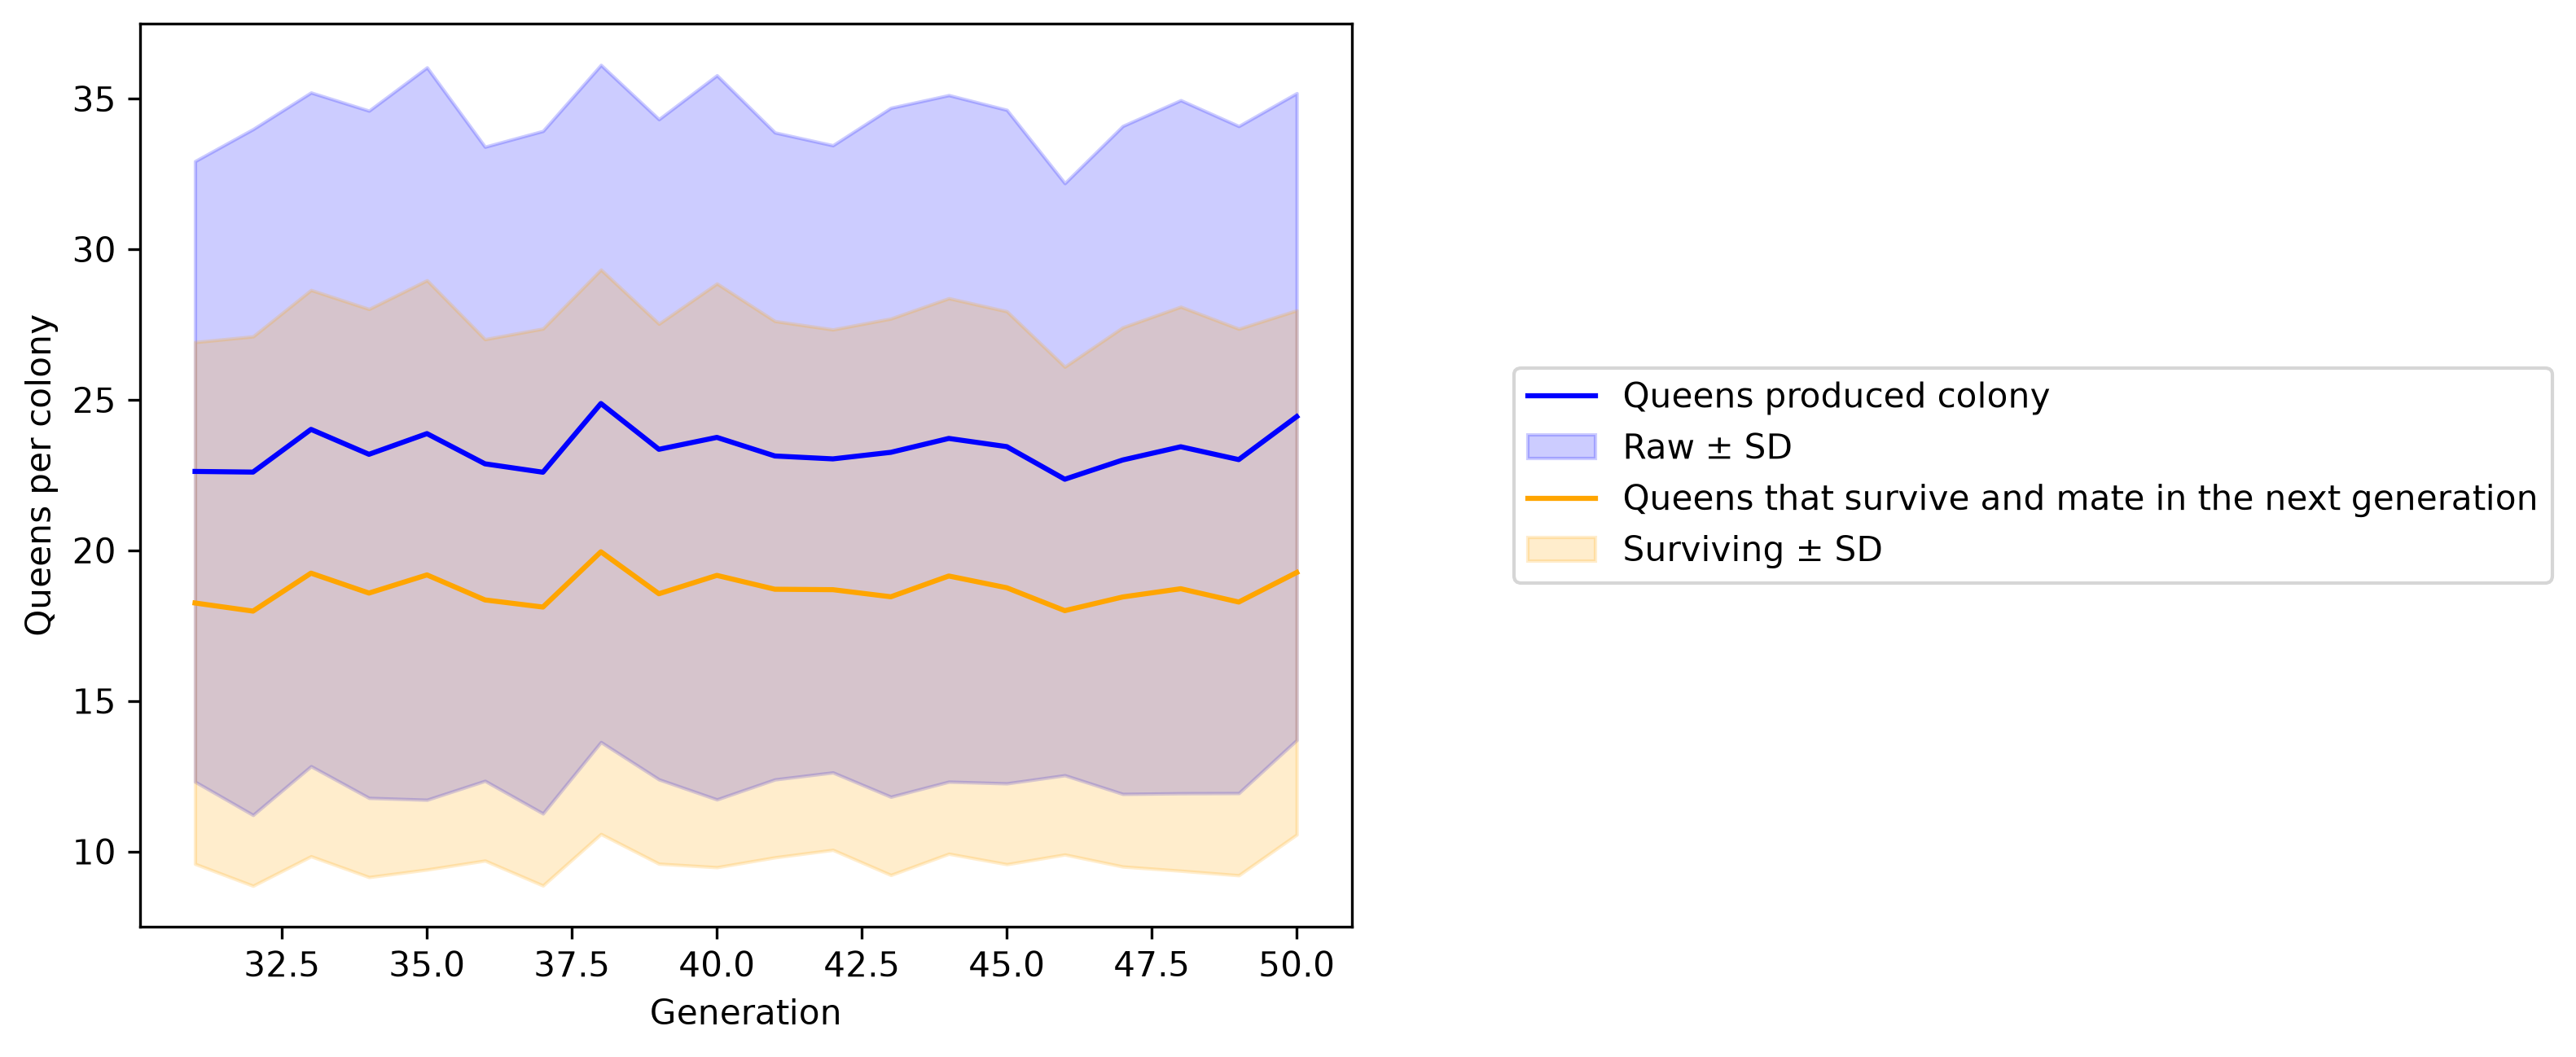 35
30
25
20
15
10
Queens per colony
32.5 35.0 37.5 40.0 42.5 45.0 47.5 50.0
Generation
Queens produced colony
Raw ± SD
Queens that survive and mate in the next generation
Surviving ± SD